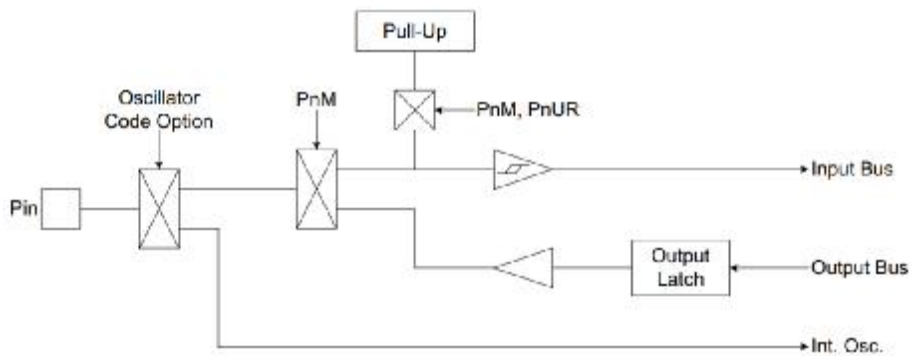 Pull-Up
Oscillator
Code Option
PnM
PnM, PnUR
Pin
Input Bus
Output
Latch
Output Bus
Int. Osc.